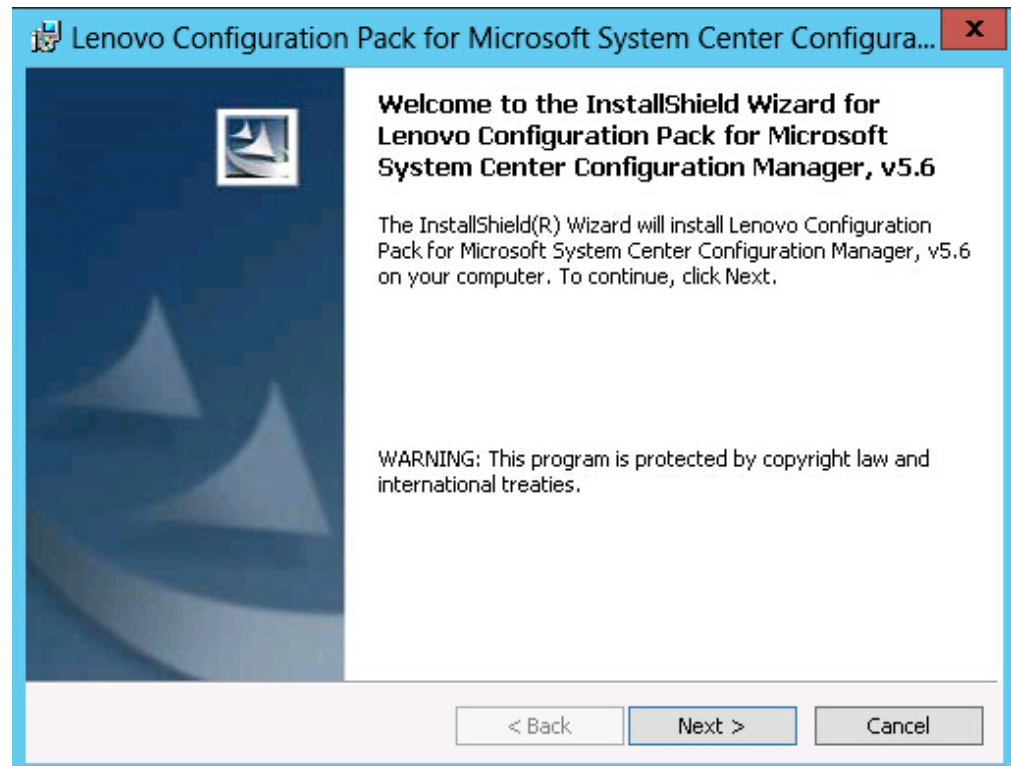 Lenovo Configuration Pack for Microsoft System Center Configura...
X
Welcome to the InstallShield Wizard for
Lenovo Configuration Pack for Microsoft
System Center Configuration Manager, v5.6
The InstallShield(R) Wizard will install Lenovo Configuration
Pack for Microsoft System Center Configuration Manager, v5.6
on your computer. To continue, click Next.
WARNING: This program is protected by copyright law and
international treaties.
< Back
Next >
Cancel